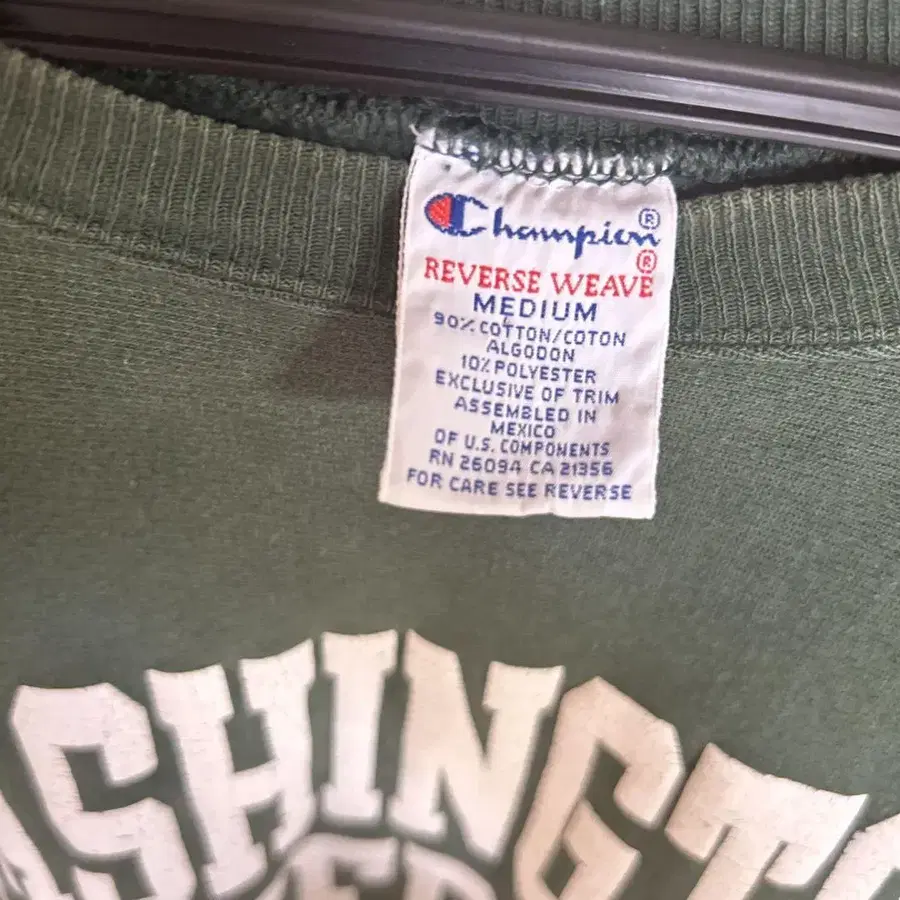 Champion®
REVERSE WEAVE®
MEDIUM
90% COTTON/COTON
ALGODON
10% POLYESTER
EXCLUSIVE OF TRIM
ASSEMBLED IN
MEXICO
OF U.S. COMPONENTS
RN 26094 CA 21356
FOR CARE SEE REVERSE
ASHINGTO